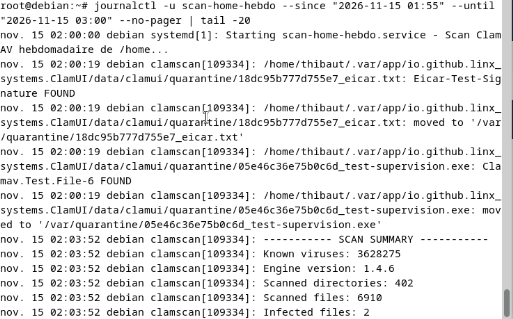 root@debian:~# journalctl -u scan-home-hebdo --since "2026-11-15 01:55" --until
"2026-11-15 03:00" --no-pager | tail -20
nov. 15 02:00:00 debian systemd[1]: Starting scan-home-hebdo.service - Scan Clam
AV hebdomadaire de /home...
nov. 15 02:00:19 debian clamscan[109334]: /home/thibaut/.var/app/io.github.linx_
systems.ClamUI/data/clamui/quarantine/18dc95b777d755e7_eicar.txt: Eicar-Test-Sig
nature FOUND
nov. 15 02:00:19 debian clamscan[109334]: /home/thibaut/.var/app/io.github.linx_
systems.ClamUI/data/clamui/quarantine/18dc95b777d755e7_eicar.txt: moved to '/var
/quarantine/18dc95b777d755e7_eicar.txt'
nov. 15 02:00:19 debian clamscan[109334]: /home/thibaut/.var/app/io.github.linx_
systems.ClamUI/data/clamui/quarantine/05e46c36e75b0c6d_test-supervision.exe: Cla
mav.Test.File-6 FOUND
nov. 15 02:00:19 debian clamscan[109334]: /home/thibaut/.var/app/io.github.linx_
systems.ClamUI/data/clamui/quarantine/05e46c36e75b0c6d_test-supervision.exe: mov
ed to '/var/quarantine/05e46c36e75b0c6d_test-supervision.exe'
nov. 15 02:03:52 debian clamscan[109334]: ----------- SCAN SUMMARY -----------
nov. 15 02:03:52 debian clamscan[109334]: Known viruses: 3628275
nov. 15 02:03:52 debian clamscan[109334]: Engine version: 1.4.6
nov. 15 02:03:52 debian clamscan[109334]: Scanned directories: 402
nov. 15 02:03:52 debian clamscan[109334]: Scanned files: 6910
nov. 15 02:03:52 debian clamscan[109334]: Infected files: 2